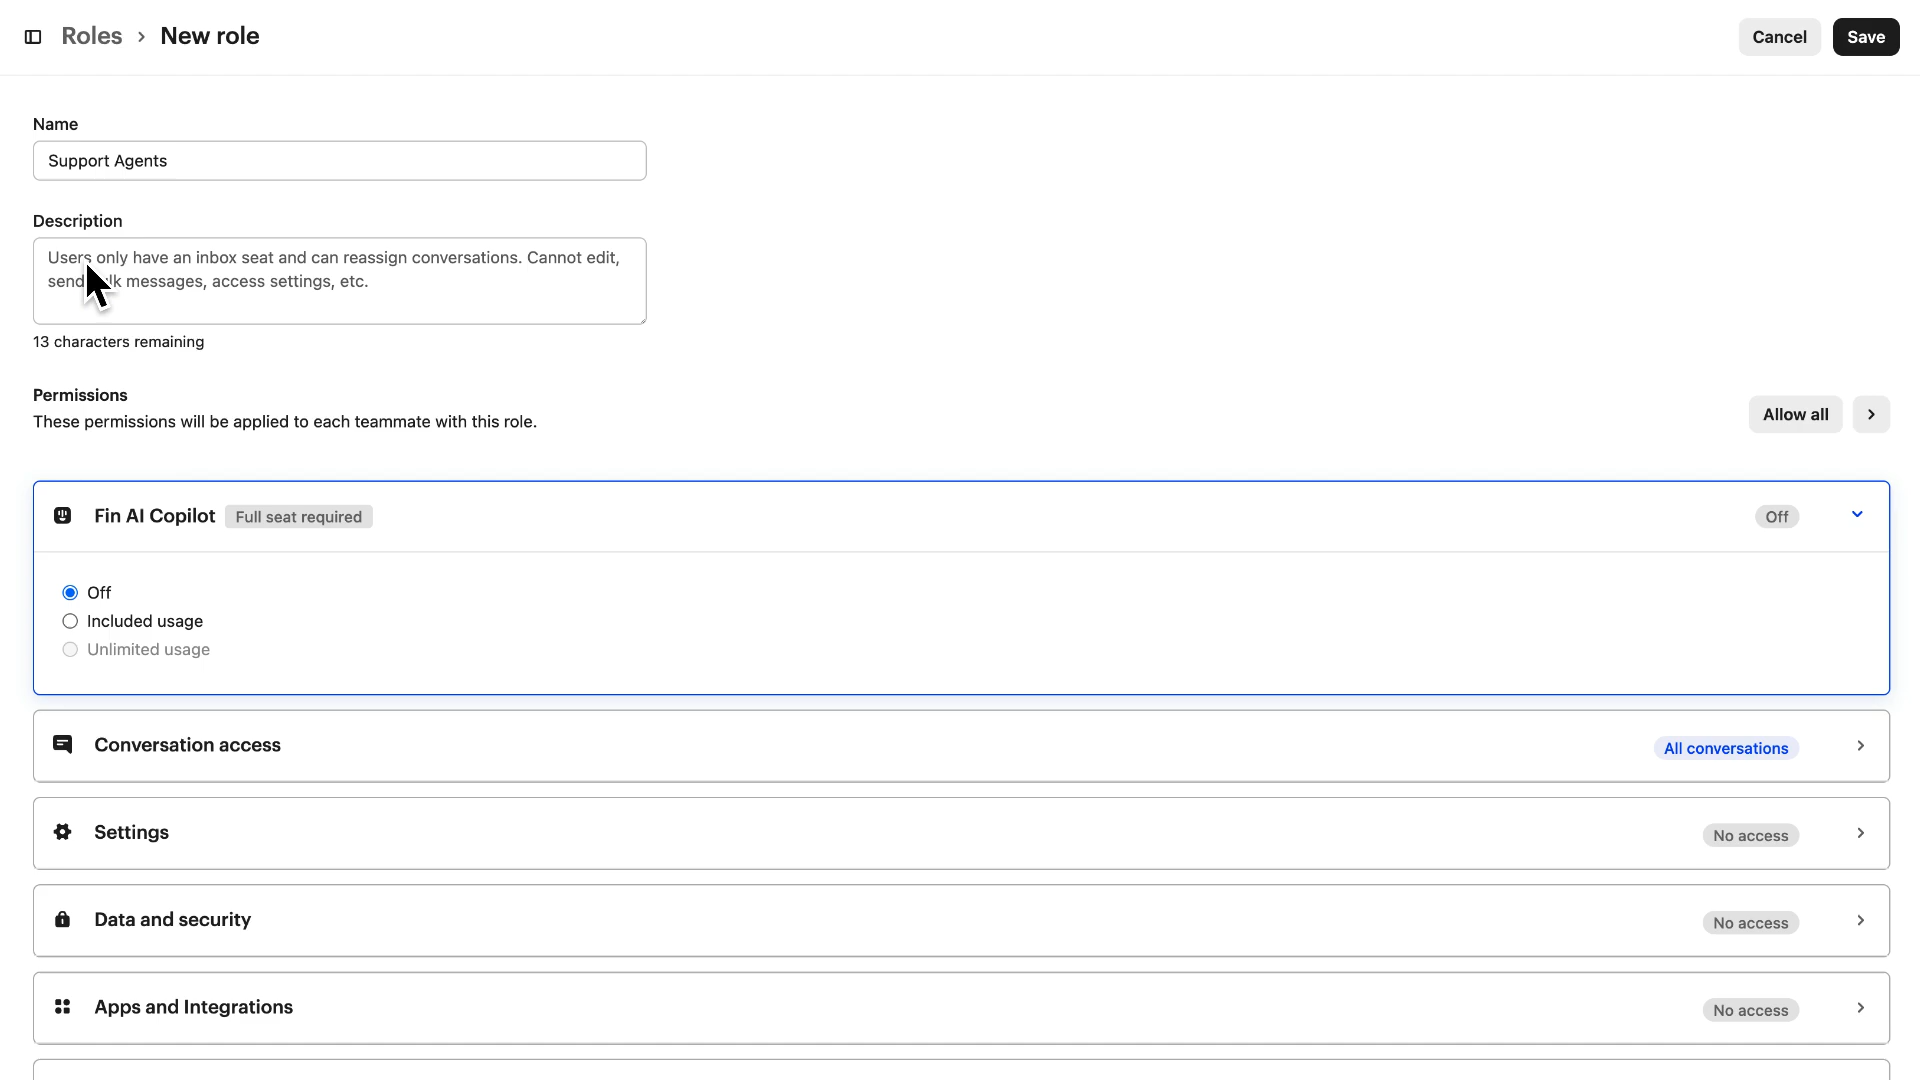 Roles › New role
Cancel
Save
Name
Support Agents
Description
Users only have an inbox seat and can reassign conversations. Cannot edit,
send messages, access settings, etc.
13 characters remaining
Permissions
These permissions will be applied to each teammate with this role.
Allow all
Fin AI Copilot
Full seat required
Off
Off
Included usage
Unlimited usage
Conversation access
All conversations
Settings
No access
Data and security
No access
Apps and Integrations
No access